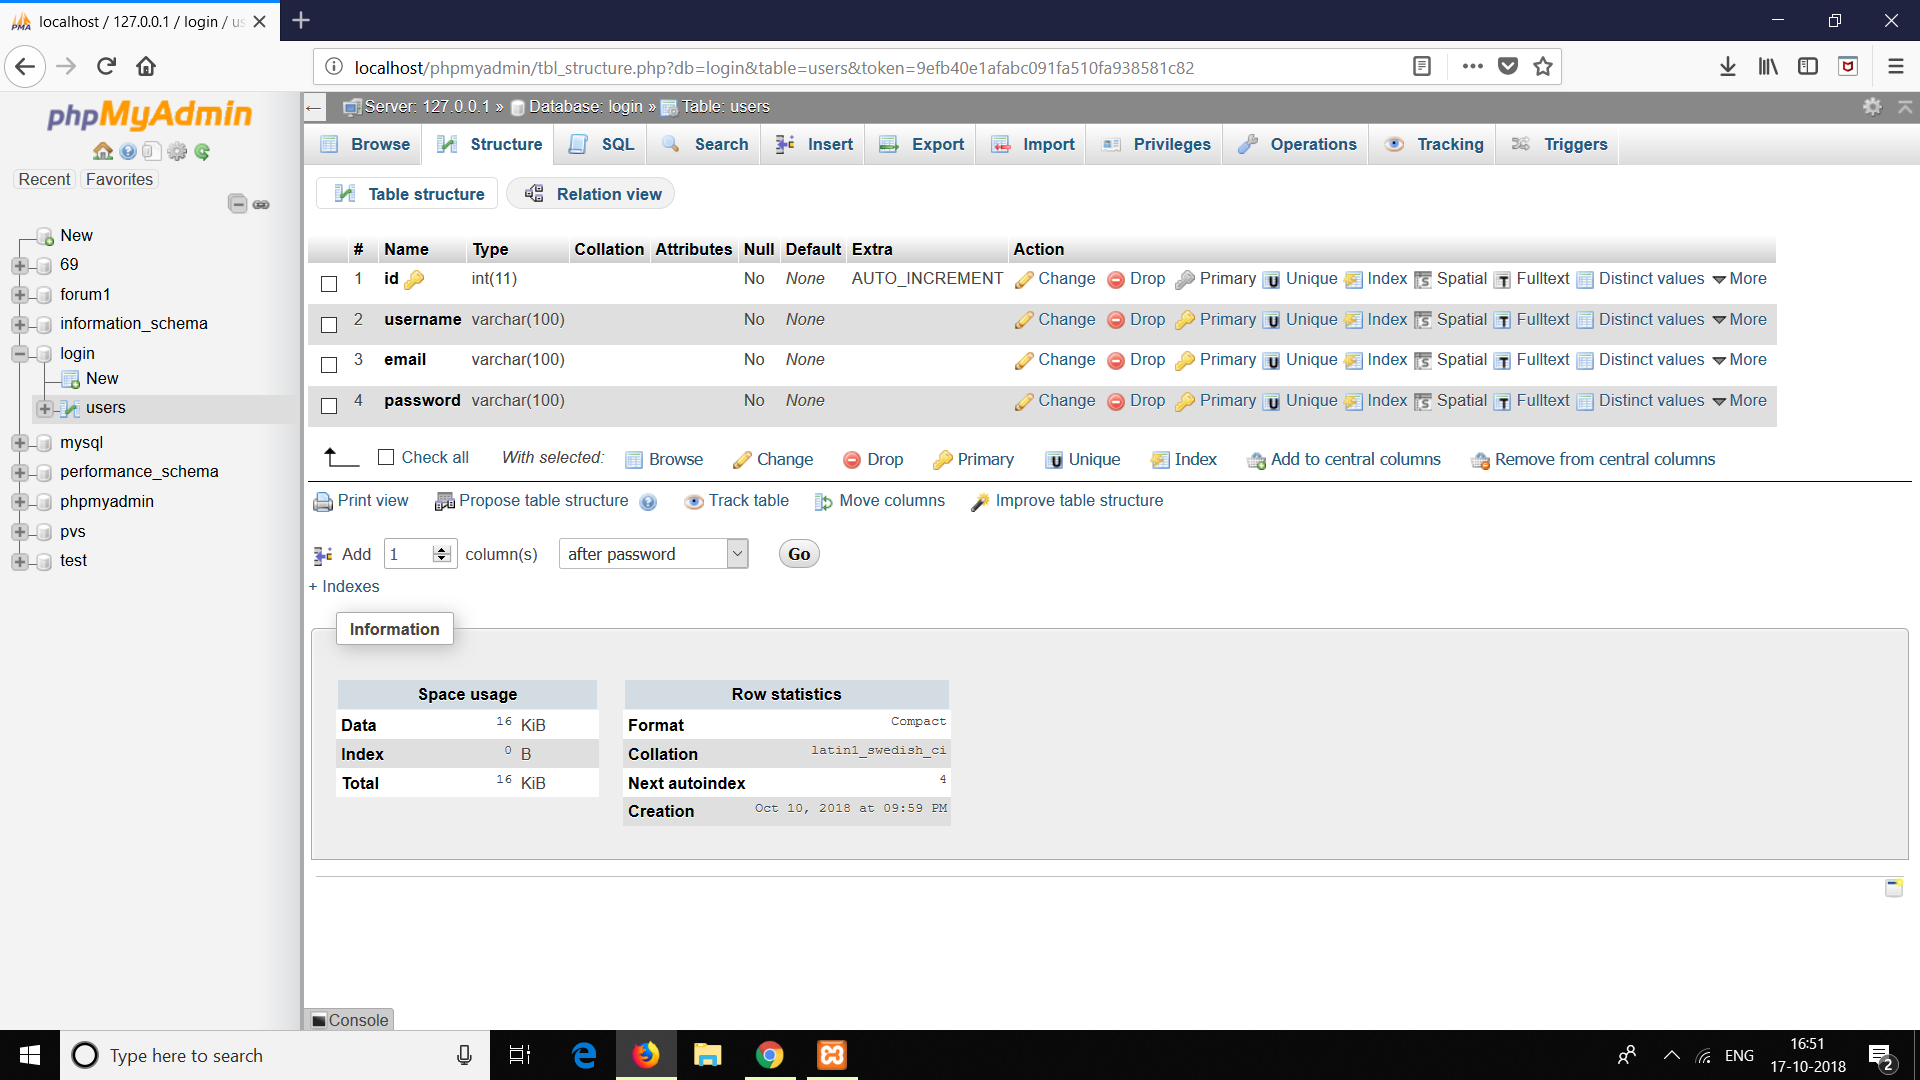 localhost / 127.0.0.1 / login / us
localhost/phpmyadmin/tbl_structure.php?db=login&table=users&token=9efb40e1afabc091fa510fa938581c82
phpMyAdmin
Recent Favorites
New
69
forum1
information_schema
login
New
users
mysql
performance_schema
phpmyadmin
pvs
test
Server: 127.0.0.1 » Database: login » Table: users
Browse Structure SQL Search Insert Export Import Privileges Operations Tracking Triggers
Table structure Relation view
# Name Type Collation Attributes Null Default Extra Action
1 id int(11) No None AUTO_INCREMENT Change Drop Primary Unique Index Spatial Fulltext Distinct values More
2 username varchar(100) No None Change Drop Primary Unique Index Spatial Fulltext Distinct values More
3 email varchar(100) No None Change Drop Primary Unique Index Spatial Fulltext Distinct values More
4 password varchar(100) No None Change Drop Primary Unique Index Spatial Fulltext Distinct values More
Check all With selected: Browse Change Drop Primary Unique Index Add to central columns Remove from central columns
Print view Propose table structure Track table Move columns Improve table structure
Add 1 column(s) after password Go
+ Indexes
Information
Space usage
Data 16 KiB
Index 0 B
Total 16 KiB
Row statistics
Format Compact
Collation latin1_swedish_ci
Next autoindex 4
Creation Oct 10, 2018 at 09:59 PM
Console
Type here to search
ENG
16:51
17-10-2018
2